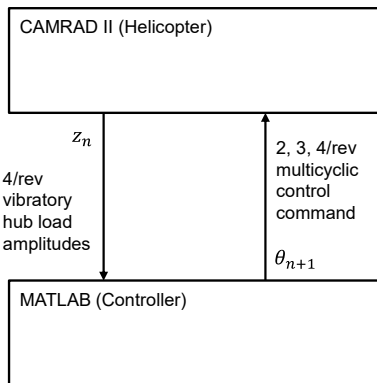 CAMRAD II (Helicopter)
z_n
4/rev
vibratory
hub load
amplitudes
2, 3, 4/rev
multicyclic
control
command
θ_{n+1}
MATLAB (Controller)